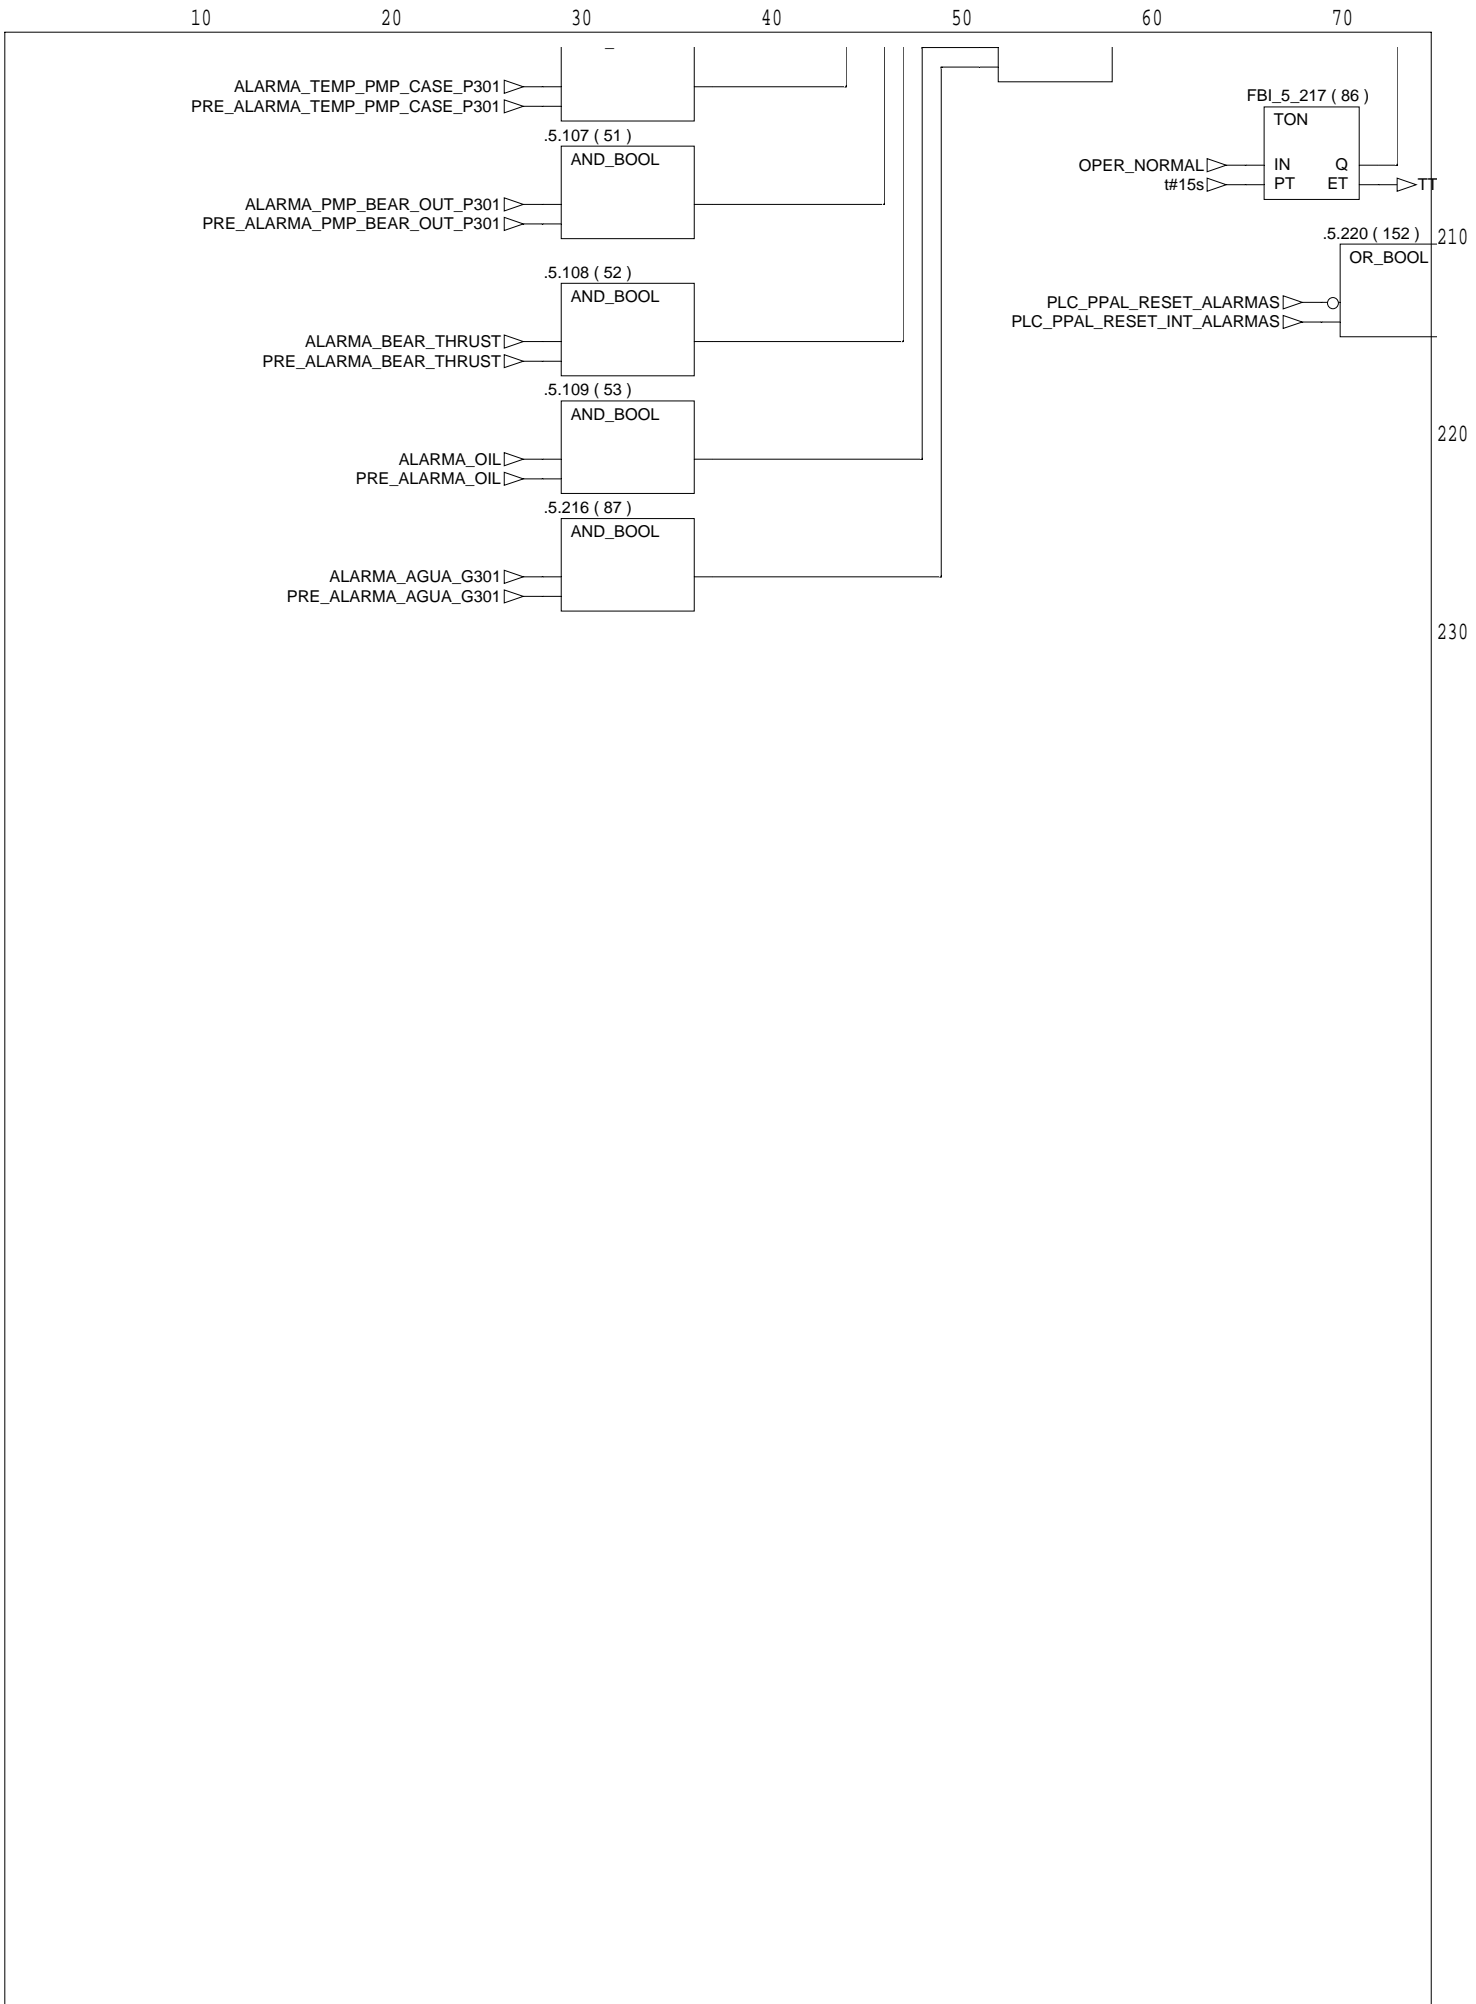 10 20 30 40 50 60 70
ALARMA_TEMP_PMP_CASE_P301
PRE_ALARMA_TEMP_PMP_CASE_P301
FBI_5_217 ( 86 )
TON
OPER_NORMAL IN Q
t#15s PT ET TT
.5.107 ( 51 )
AND_BOOL
ALARMA_PMP_BEAR_OUT_P301
PRE_ALARMA_PMP_BEAR_OUT_P301
.5.220 ( 152 ) 210
OR_BOOL
PLC_PPAL_RESET_ALARMAS
PLC_PPAL_RESET_INT_ALARMAS
.5.108 ( 52 )
AND_BOOL
ALARMA_BEAR_THRUST
PRE_ALARMA_BEAR_THRUST
.5.109 ( 53 )
AND_BOOL
220
ALARMA_OIL
PRE_ALARMA_OIL
.5.216 ( 87 )
AND_BOOL
ALARMA_AGUA_G301
PRE_ALARMA_AGUA_G301
230